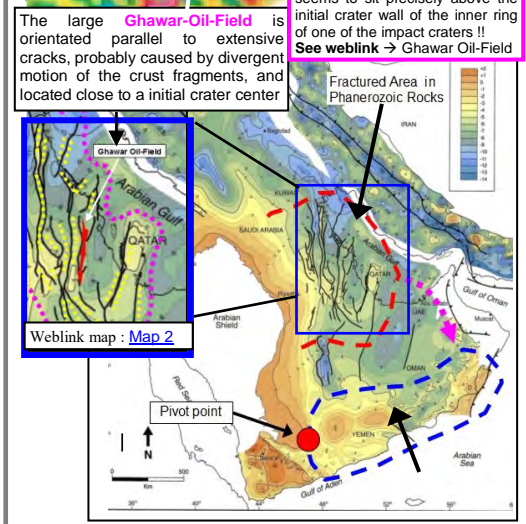 seems to sit precisely above the
initial crater wall of the inner ring
of one of the impact craters !!
See weblink → Ghawar Oil-Field
The large Ghawar-Oil-Field is
orientated parallel to extensive
cracks, probably caused by divergent
motion of the crust fragments, and
located close to a initial crater center
Ghawar Oil-Field
Arabian Gulf
QATAR
Weblink map : Map 2
Fractured Area in
Phanerozoic Rocks
Baghdad
IRAN
KUWAIT
SAUDI ARABIA
Arabian Gulf
QATAR
Gulf of Oman
UAE
Muscat
Arabian
Shield
OMAN
Red Sea
Pivot point
YEMEN
Arabian
Sea
Gulf of Aden
N
0
500
Km
36°
40°
44°
48°
52°
56°